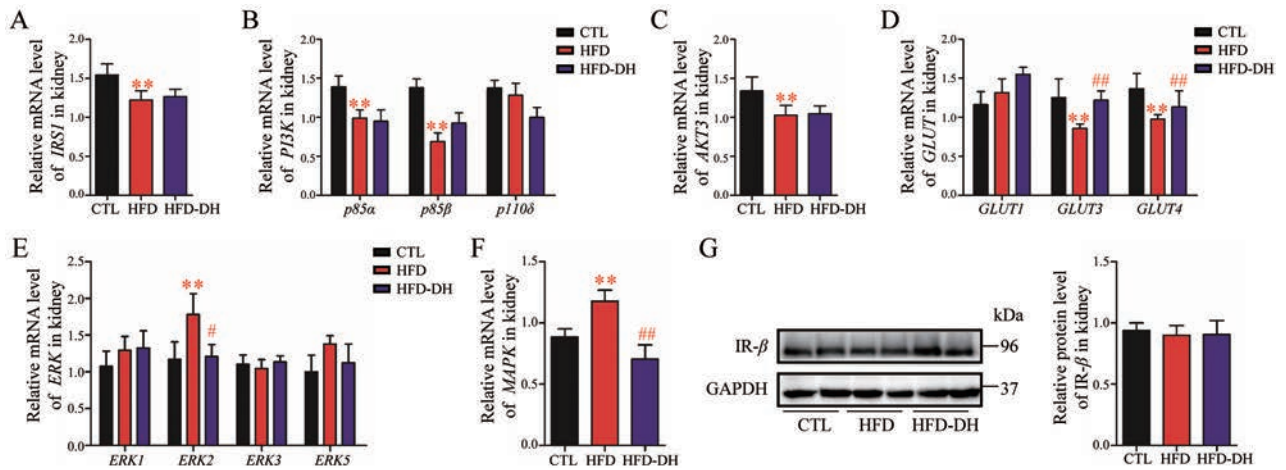 A
Relative mRNA level
of IRS1 in kidney
2.0
1.5
1.0
0.5
0.0
**
CTL HFD HFD-DH
B
Relative mRNA level
of PI3K in kidney
2.0
1.5
1.0
0.5
0.0
**
**
p85α p85β p110δ
CTL
HFD
HFD-DH
C
Relative mRNA level
of AKT3 in kidney
2.0
1.5
1.0
0.5
0.0
**
CTL HFD HFD-DH
D
Relative mRNA level
of GLUT in kidney
2.0
1.5
1.0
0.5
0.0
** ##
** ##
GLUT1 GLUT3 GLUT4
CTL
HFD
HFD-DH
E
Relative mRNA level
of ERK in kidney
2.5
2.0
1.5
1.0
0.5
0.0
**
#
ERK1 ERK2 ERK3 ERK5
CTL
HFD
HFD-DH
F
Relative mRNA level
of MAPK in kidney
1.5
1.0
0.5
0.0
**
##
CTL HFD HFD-DH
G
kDa
IR-β 96
GAPDH 37
CTL HFD HFD-DH
Relative protein level
of IR-β in kidney
1.5
1.0
0.5
0.0
CTL HFD HFD-DH